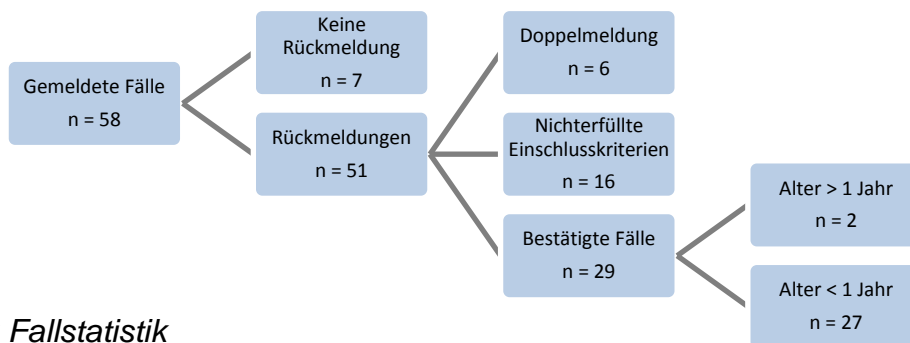 Keine
Rückmeldung
n = 7
Gemeldete Fälle
n = 58
Rückmeldungen
n = 51
Doppelmeldung
n = 6
Nichterfüllte
Einschlusskriterien
n = 16
Bestätigte Fälle
n = 29
Alter > 1 Jahr
n = 2
Alter < 1 Jahr
n = 27
Fallstatistik